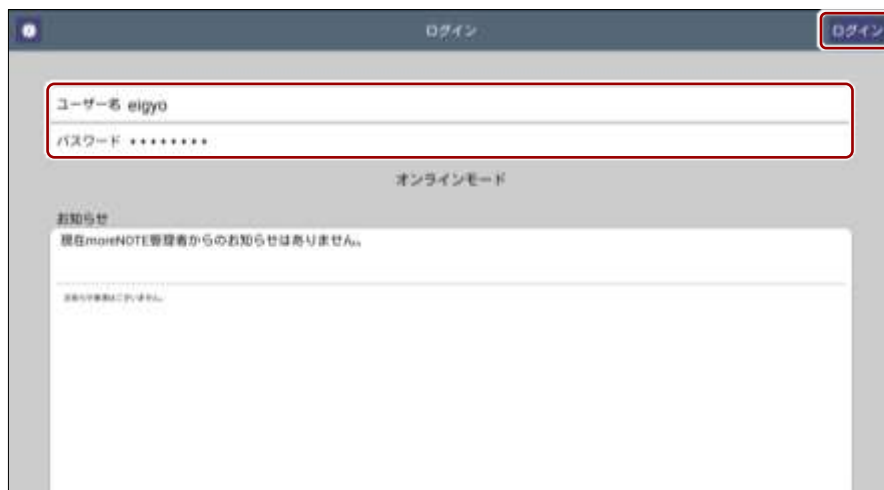 ログイン
ログイン
ユーザー名 eigyo
パスワード ••••••••
オンラインモード
お知らせ
現在moreNOTE管理者からのお知らせはありません。